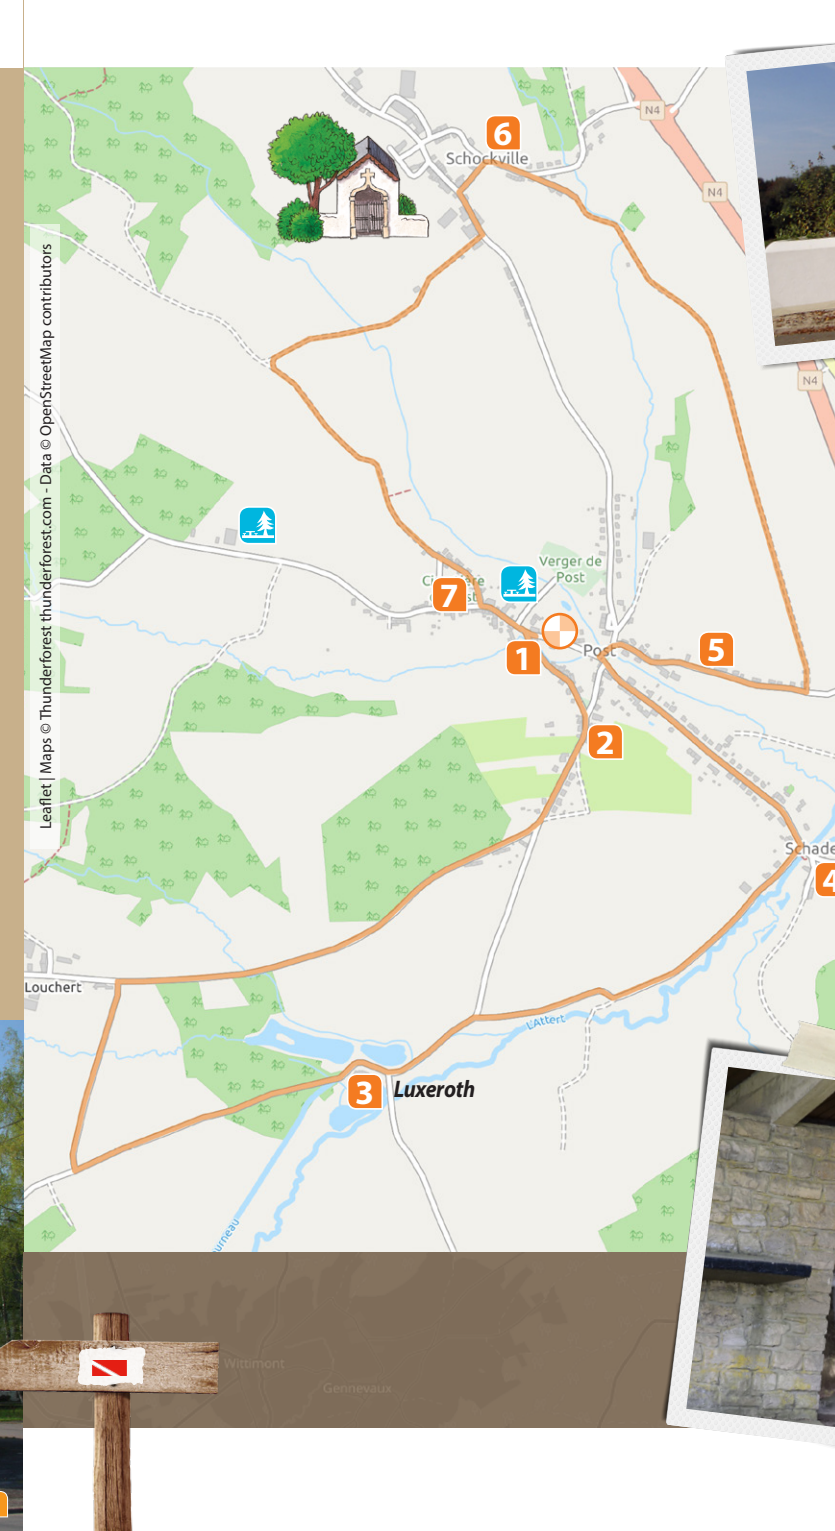 N4
6
Schockville
N4
N4
Leaflet | Maps © Thunderforest thunderforest.com - Data © OpenStreetMap contributors
Verger de
Post
7
1
Post
5
2
Schade
4
Louchert
L'Attert
3
Luxeroth
urneau
Wittimont
Gennevaux